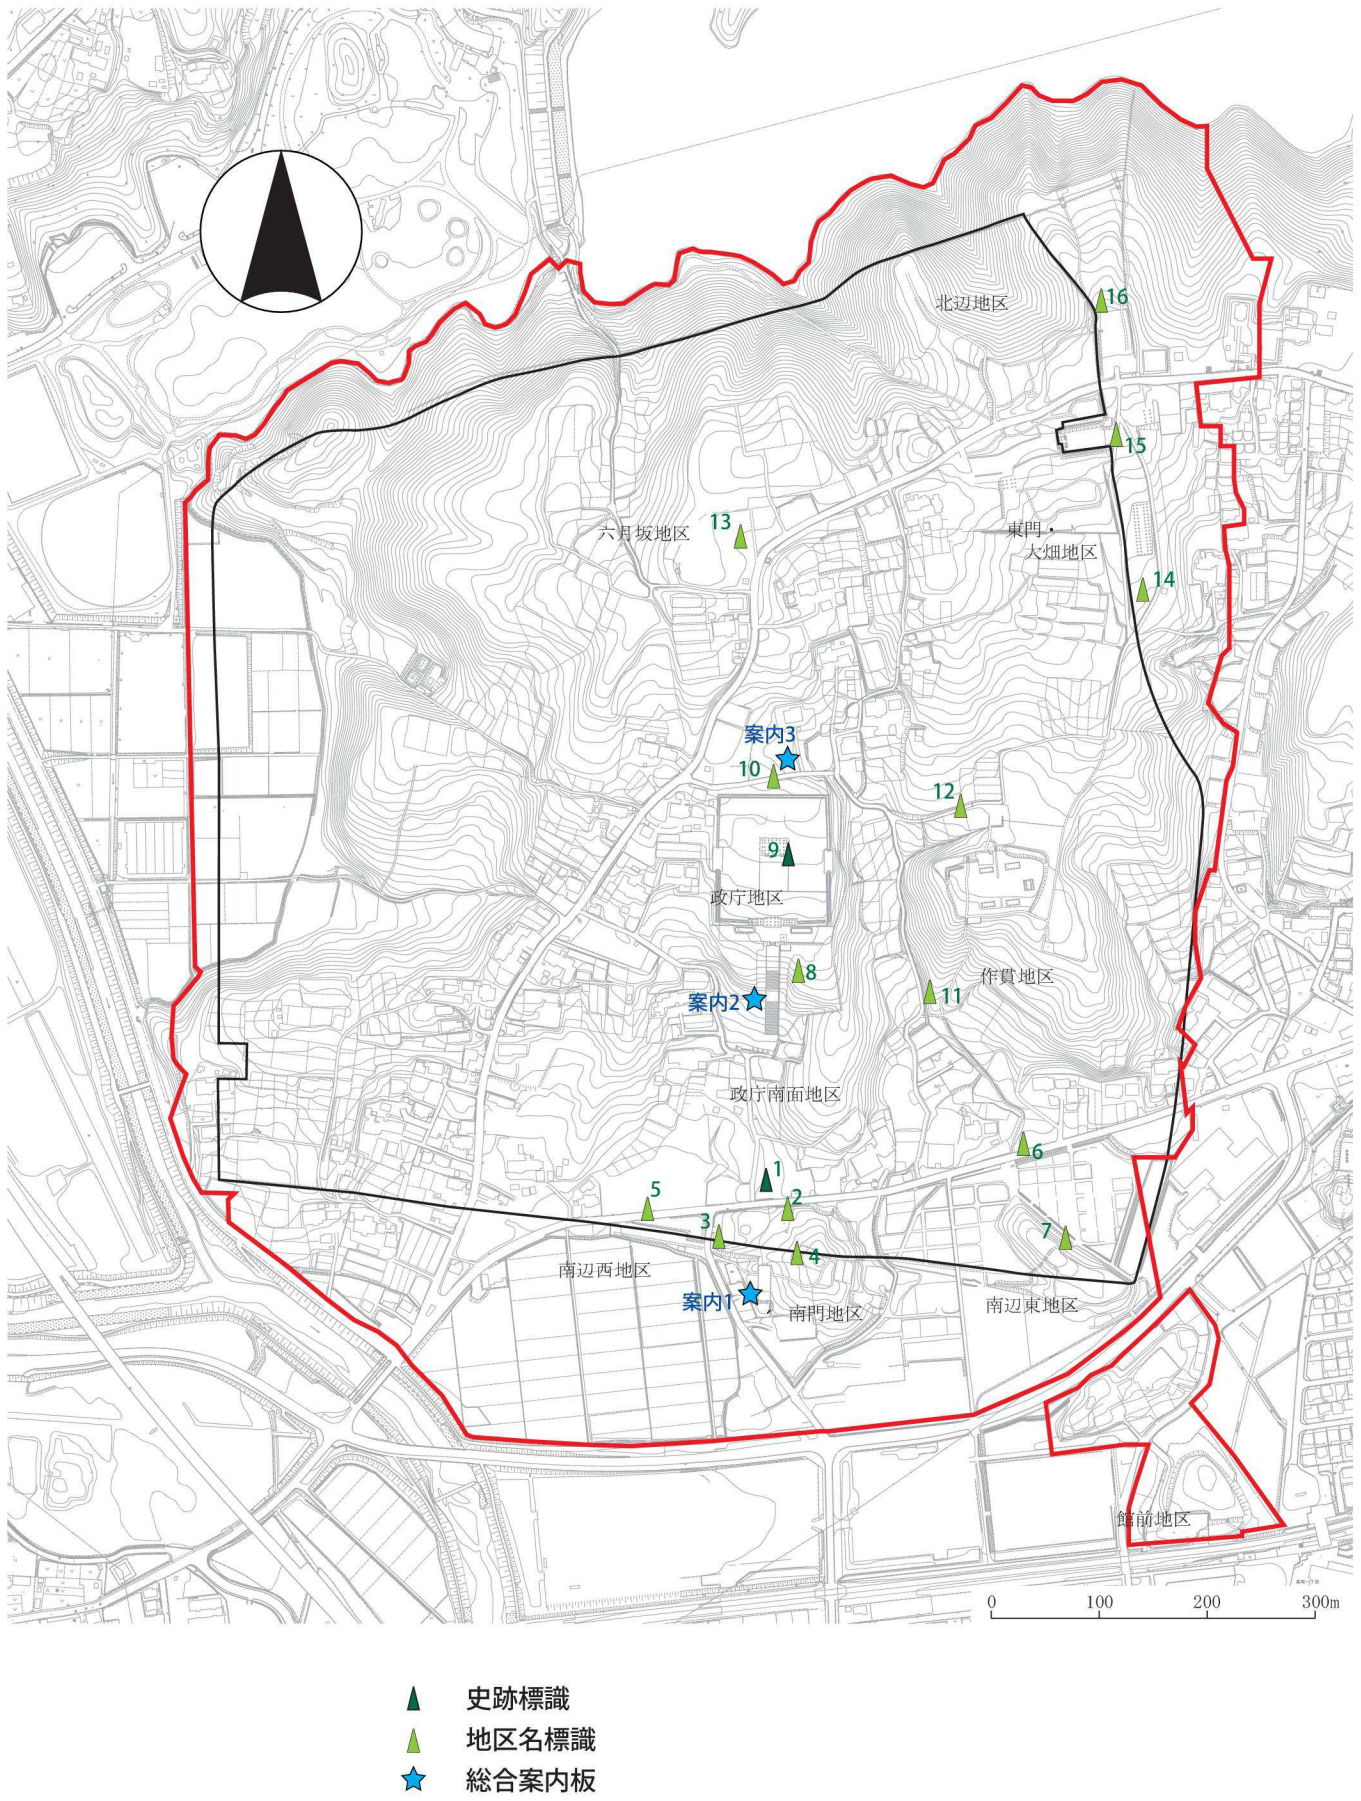 北辺地区
16
15
13
六月坂地区
東門・
大畑地区
14
案内3
10
12
9
政庁地区
8
作貫地区
案内2
11
政庁南面地区
6
1
5
2
3
7
4
南辺西地区
案内1
南門地区
南辺東地区
館前地区
0 100 200 300m
史跡標識
地区名標識
総合案内板